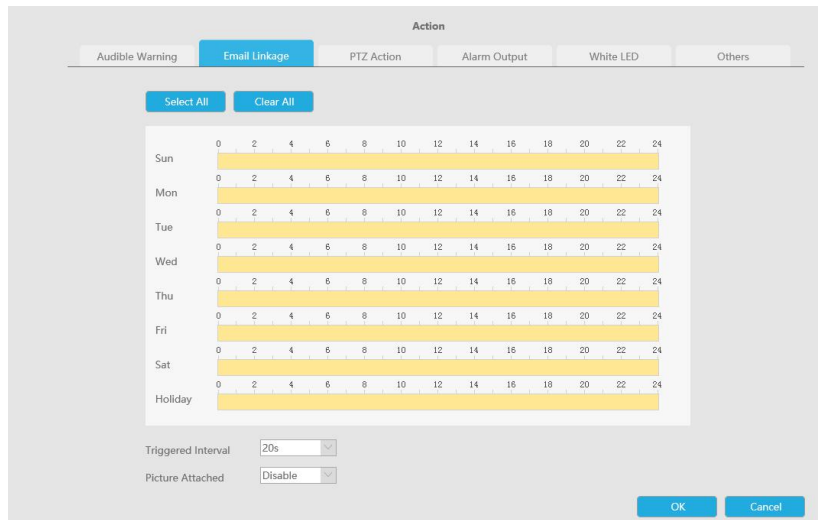 Action
Audible Warning Email Linkage PTZ Action Alarm Output White LED Others
Select All Clear All
0 2 4 6 8 10 12 14 16 18 20 22 24
Sun
0 2 4 6 8 10 12 14 16 18 20 22 24
Mon
0 2 4 6 8 10 12 14 16 18 20 22 24
Tue
0 2 4 6 8 10 12 14 16 18 20 22 24
Wed
0 2 4 6 8 10 12 14 16 18 20 22 24
Thu
0 2 4 6 8 10 12 14 16 18 20 22 24
Fri
0 2 4 6 8 10 12 14 16 18 20 22 24
Sat
0 2 4 6 8 10 12 14 16 18 20 22 24
Holiday
Triggered Interval 20s
Picture Attached Disable
OK Cancel